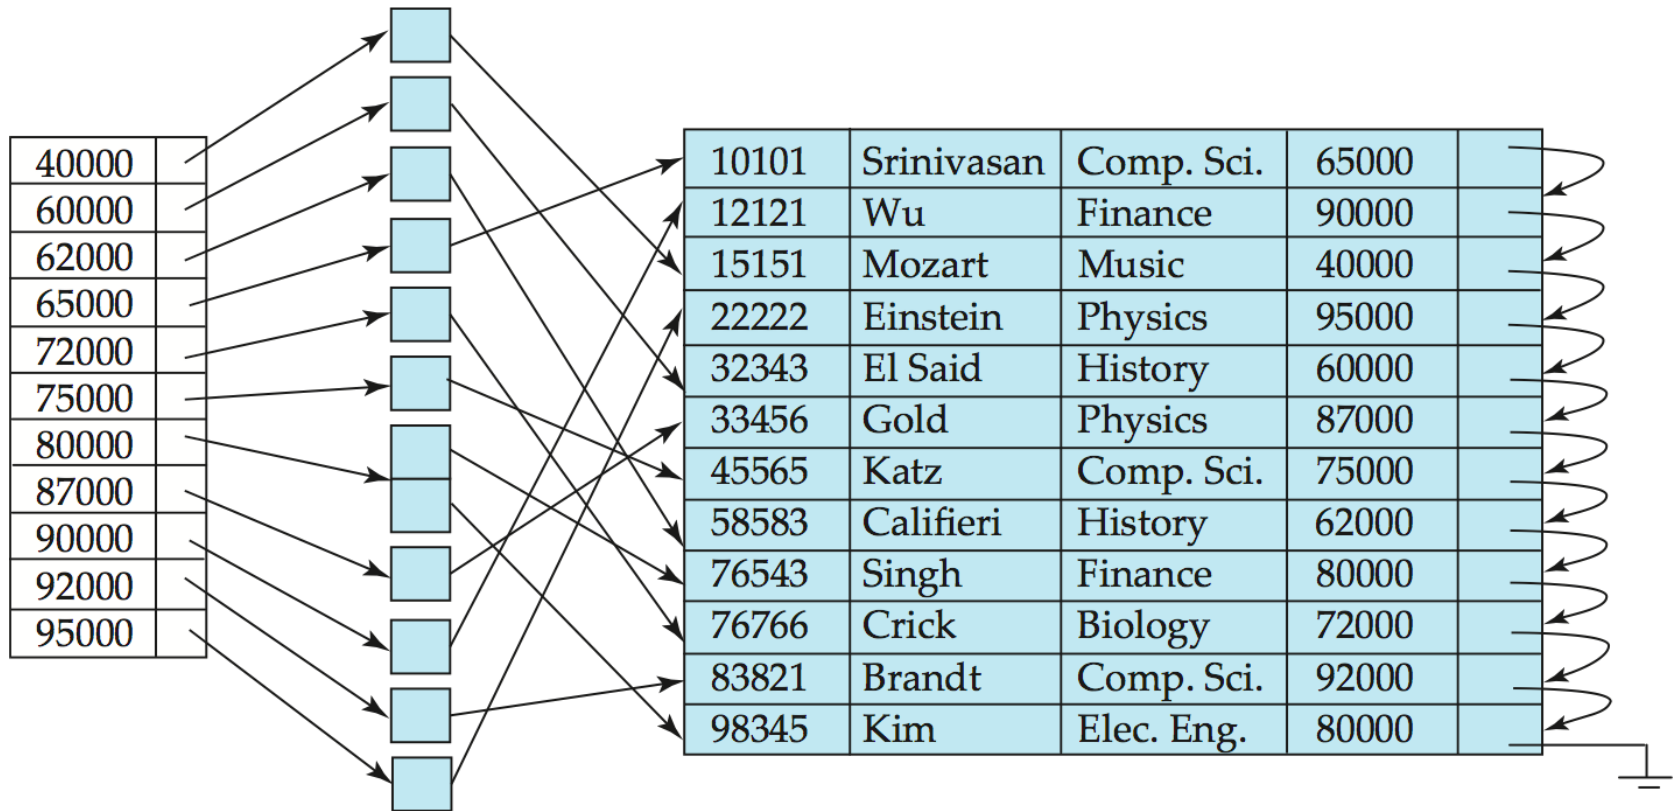 40000
60000
62000
65000
72000
75000
80000
87000
90000
92000
95000
10101 Srinivasan Comp. Sci. 65000
12121 Wu Finance 90000
15151 Mozart Music 40000
22222 Einstein Physics 95000
32343 El Said History 60000
33456 Gold Physics 87000
45565 Katz Comp. Sci. 75000
58583 Califieri History 62000
76543 Singh Finance 80000
76766 Crick Biology 72000
83821 Brandt Comp. Sci. 92000
98345 Kim Elec. Eng. 80000